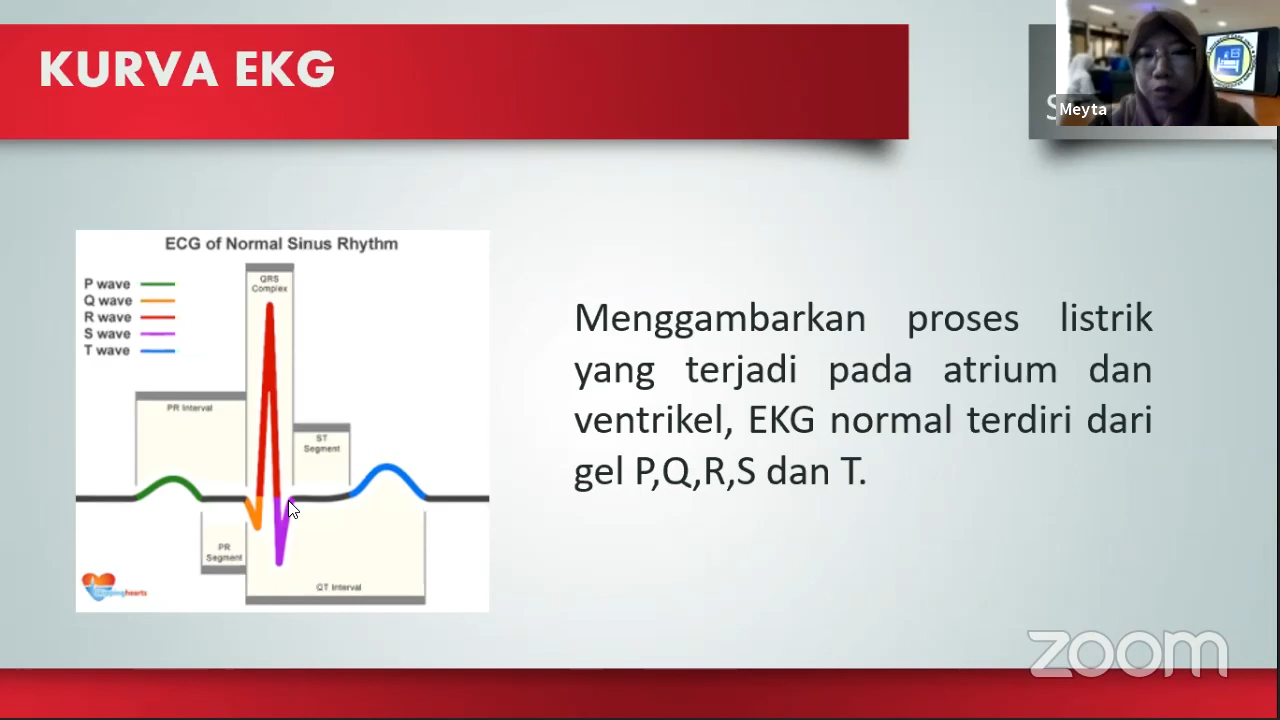 KURVA EKG
S
Meyta
ECG of Normal Sinus Rhythm
P wave
Q wave
R wave
S wave
T wave
QRS
Complex
PR Interval
ST
Segment
PR
Segment
QT Interval
Menggambarkan proses listrik
yang terjadi pada atrium dan
ventrikel, EKG normal terdiri dari
gel P,Q,R,S dan T.
zoom